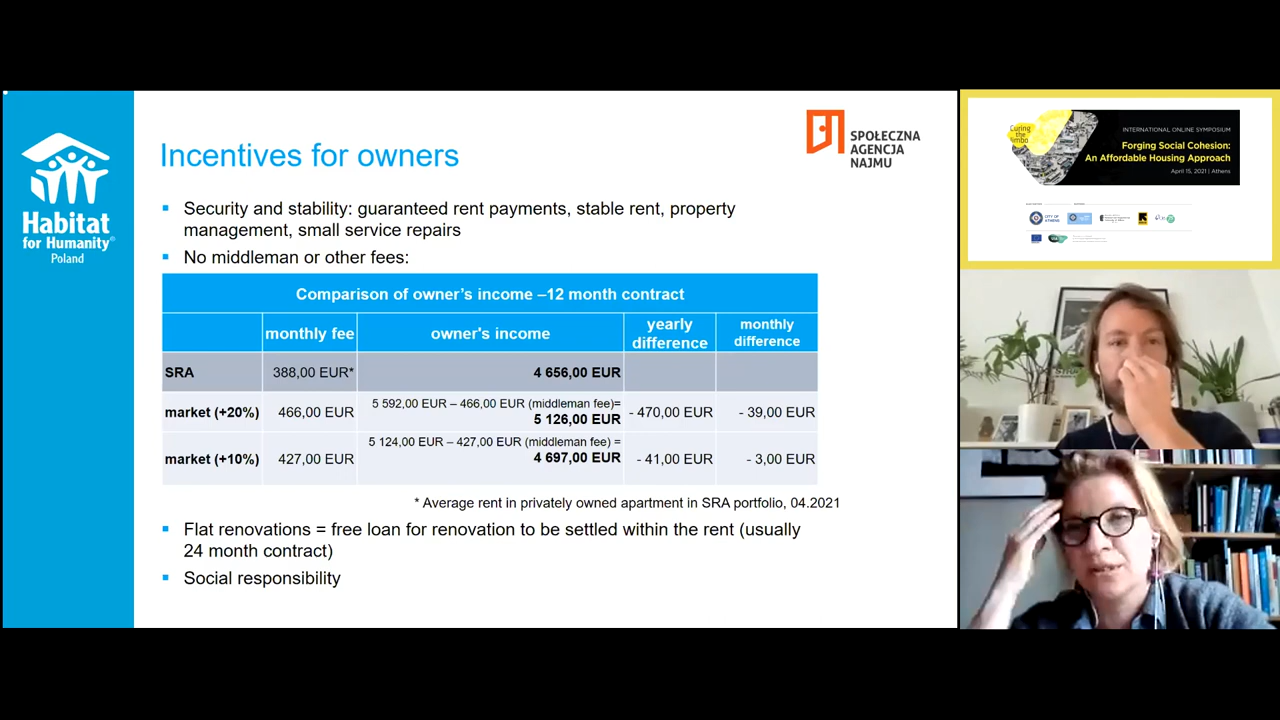 Habitat
for Humanity®
Poland
SPOŁECZNA
AGENCJA
NAJMU
Incentives for owners
Security and stability: guaranteed rent payments, stable rent, property
management, small service repairs
No middleman or other fees:
Comparison of owner's income –12 month contract
monthly fee owner's income yearly difference monthly difference
SRA 388,00 EUR* 4 656,00 EUR
market (+20%) 466,00 EUR 5 592,00 EUR – 466,00 EUR (middleman fee)= 5 126,00 EUR - 470,00 EUR - 39,00 EUR
market (+10%) 427,00 EUR 5 124,00 EUR – 427,00 EUR (middleman fee) = 4 697,00 EUR - 41,00 EUR - 3,00 EUR
* Average rent in privately owned apartment in SRA portfolio, 04.2021
Flat renovations = free loan for renovation to be settled within the rent (usually
24 month contract)
Social responsibility
Curing
the
limbo
INTERNATIONAL ONLINE SYMPOSIUM
Forging Social Cohesion:
An Affordable Housing Approach
April 15, 2021 | Athens
CITY OF
ATHENS